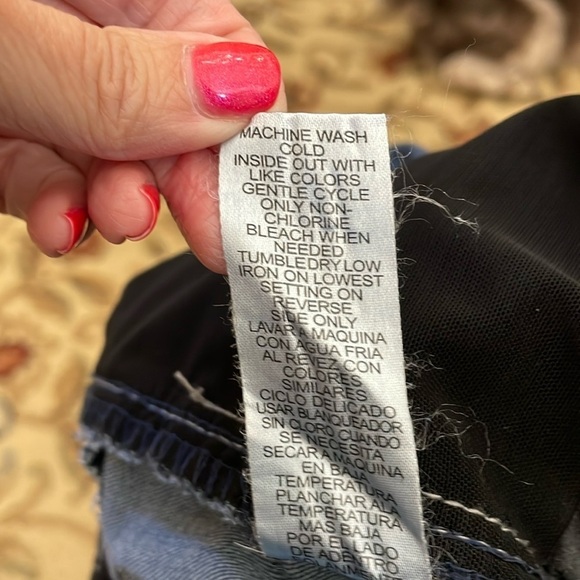 MACHINE WASH
COLD
INSIDE OUT WITH
LIKE COLORS
GENTLE CYCLE
ONLY NON-
CHLORINE
BLEACH WHEN
NEEDED
TUMBLE DRY LOW
IRON ON LOWEST
SETTING ON
REVERSE
SIDE ONLY
LAVAR A MAQUINA
CON AGUA FRIA
AL REVEZ CON
COLORES
SIMILARES
CICLO DELICADO
USAR BLANQUEADOR
SIN CLORO CUANDO
SE NECESITA
SECAR A MAQUINA
EN BAJA
TEMPERATURA
PLANCHAR ALA
TEMPERATURA
MAS BAJA
POR EL LADO
DE ADENTRO